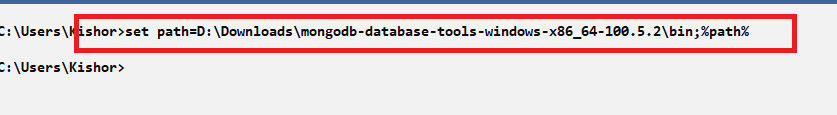 C:\Users\Kishor>set path=D:\Downloads\mongodb-database-tools-windows-x86_64-100.5.2\bin;%path%
C:\Users\Kishor>